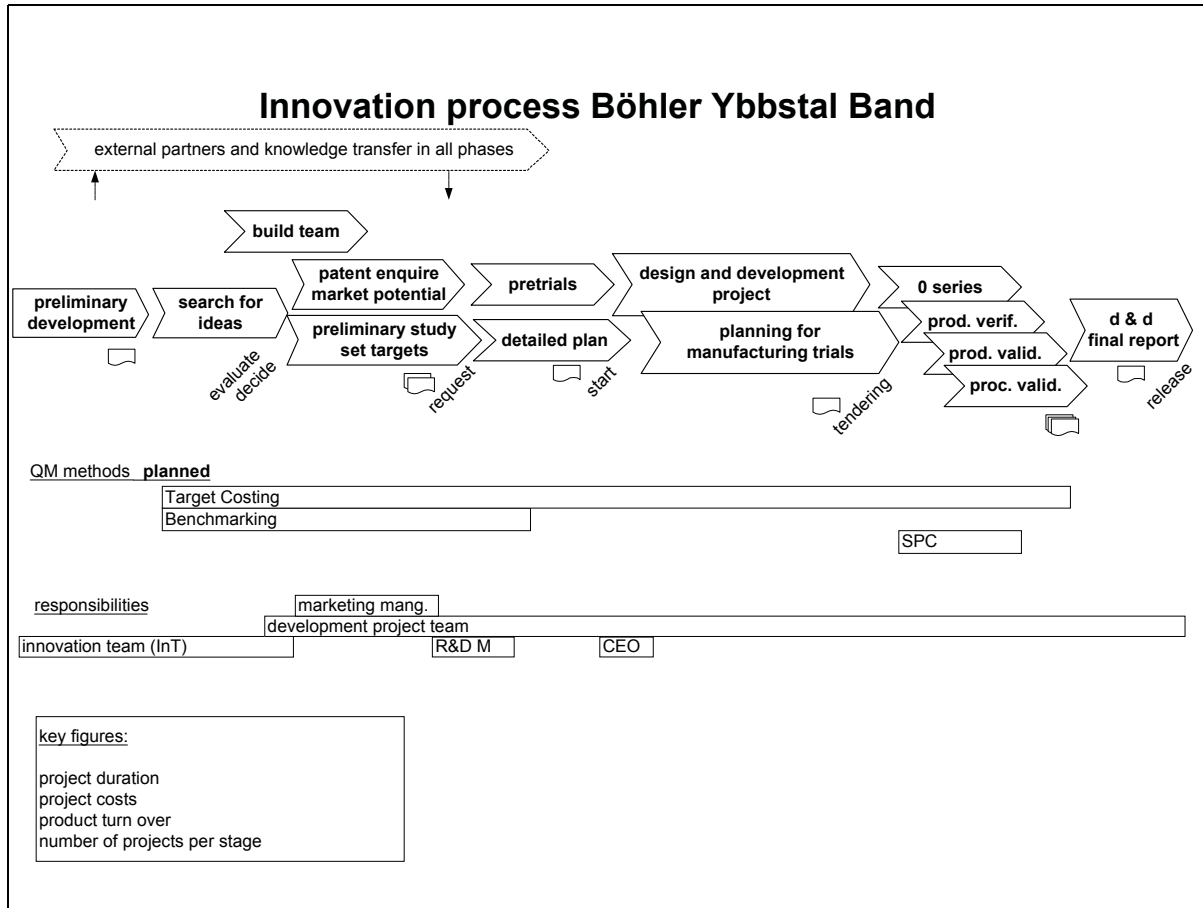 Innovation process Böhler Ybbstal Band
external partners and knowledge transfer in all phases
build team
patent enquire
market potential
pretrials
design and development
project
0 series
preliminary
development
search for
ideas
preliminary study
set targets
detailed plan
planning for
manufacturing trials
prod. verif.
prod. valid.
proc. valid.
d & d
final report
evaluate
decide
request
start
tendering
release
QM methods planned
Target Costing
Benchmarking
SPC
responsibilities
marketing mang.
development project team
innovation team (InT)
R&D M
CEO
key figures:
project duration
project costs
product turn over
number of projects per stage